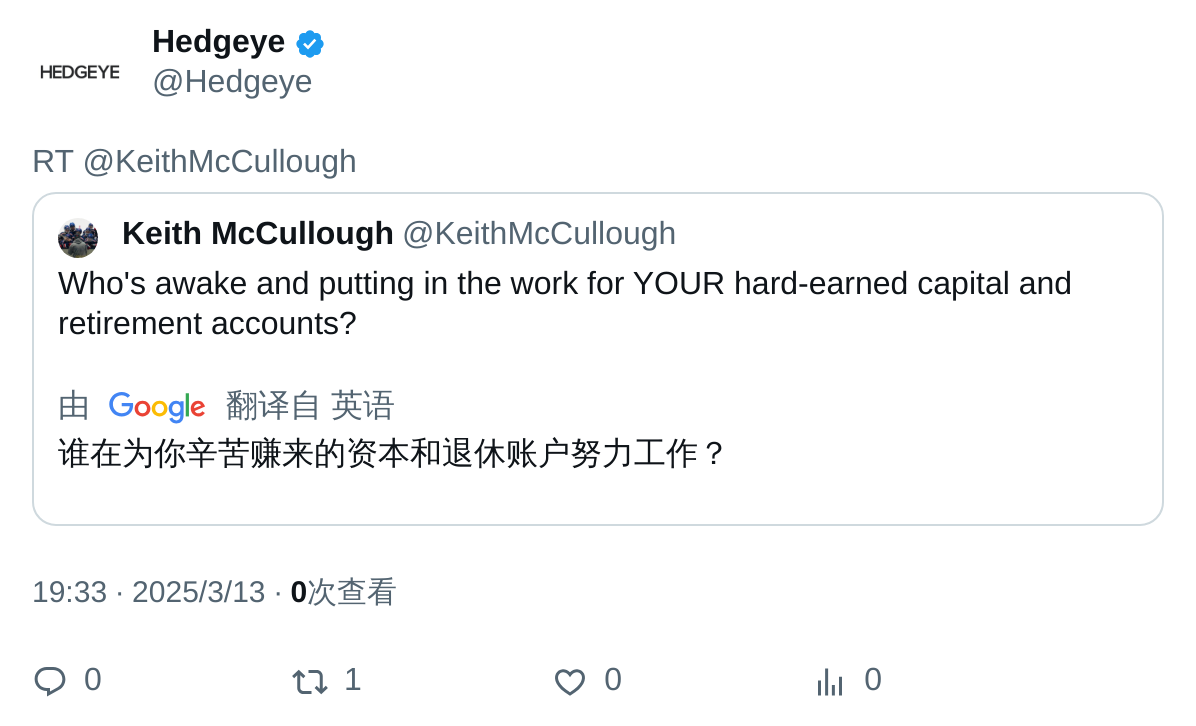 Hedgeye
HEDGEYE
@Hedgeye
RT @KeithMcCullough
Keith McCullough @KeithMcCullough
Who's awake and putting in the work for YOUR hard-earned capital and
retirement accounts?
由 Google 翻译自 英语
谁在为你辛苦赚来的资本和退休账户努力工作？
19:33 · 2025/3/13 · 0次查看
0 1 0 0